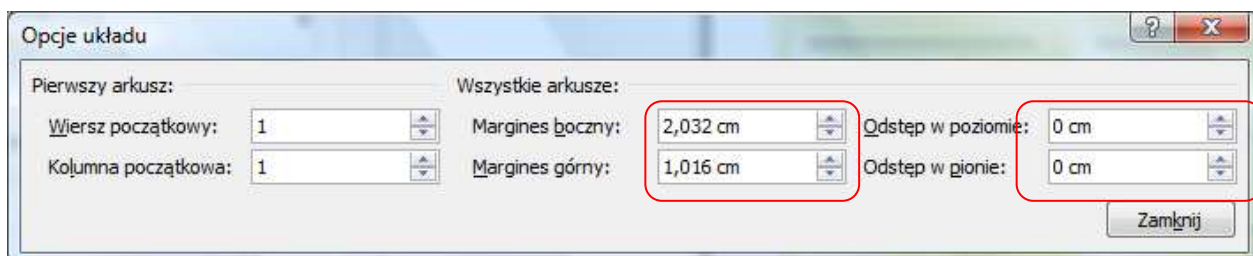 Opcje układu
Pierwszy arkusz: Wszystkie arkusze:
Wiersz początkowy: 1 Margines boczny: 2,032 cm Odstęp w poziomie: 0 cm
Kolumna początkowa: 1 Margines górny: 1,016 cm Odstęp w pionie: 0 cm
Zamknij